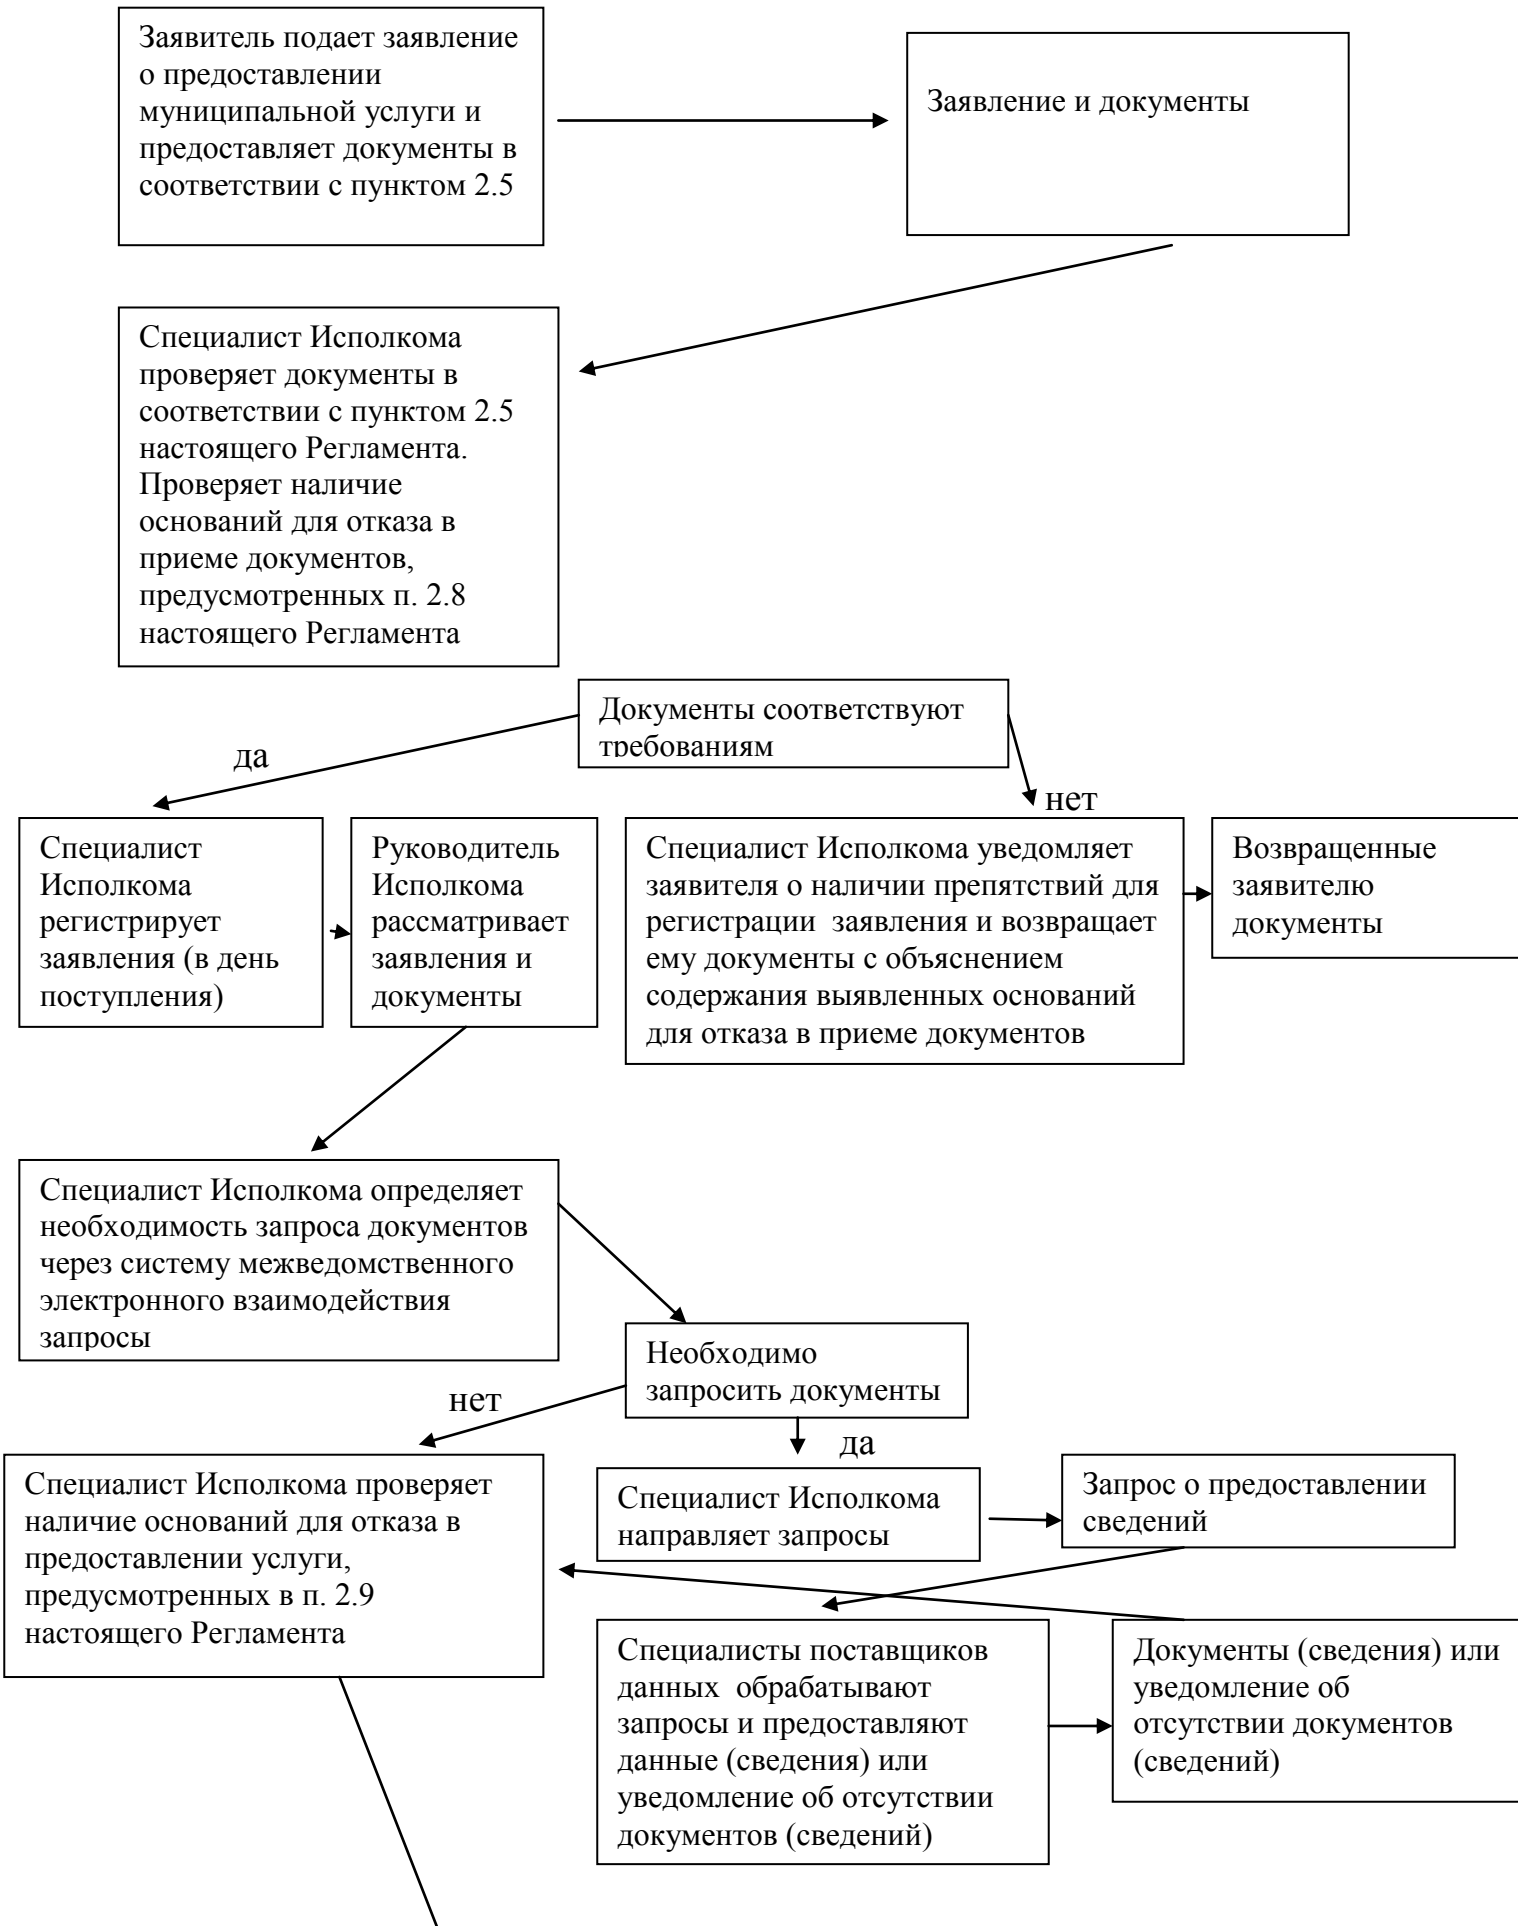 Заявитель подает заявление
о предоставлении
муниципальной услуги и
предоставляет документы в
соответствии с пунктом 2.5
Заявление и документы
Специалист Исполкома
проверяет документы в
соответствии с пунктом 2.5
настоящего Регламента.
Проверяет наличие
оснований для отказа в
приеме документов,
предусмотренных п. 2.8
настоящего Регламента
Документы соответствуют
требованиям
да
нет
Специалист
Исполкома
регистрирует
заявления (в день
поступления)
Руководитель
Исполкома
рассматривает
заявления и
документы
Специалист Исполкома уведомляет
заявителя о наличии препятствий для
регистрации  заявления и возвращает
ему документы с объяснением
содержания выявленных оснований
для отказа в приеме документов
Возвращенные
заявителю
документы
Специалист Исполкома определяет
необходимость запроса документов
через систему межведомственного
электронного взаимодействия
запросы
Необходимо
запросить документы
нет
да
Специалист Исполкома проверяет
наличие оснований для отказа в
предоставлении услуги,
предусмотренных в п. 2.9
настоящего Регламента
Специалист Исполкома
направляет запросы
Запрос о предоставлении
сведений
Специалисты поставщиков
данных  обрабатывают
запросы и предоставляют
данные (сведения) или
уведомление об отсутствии
документов (сведений)
Документы (сведения) или
уведомление об
отсутствии документов
(сведений)